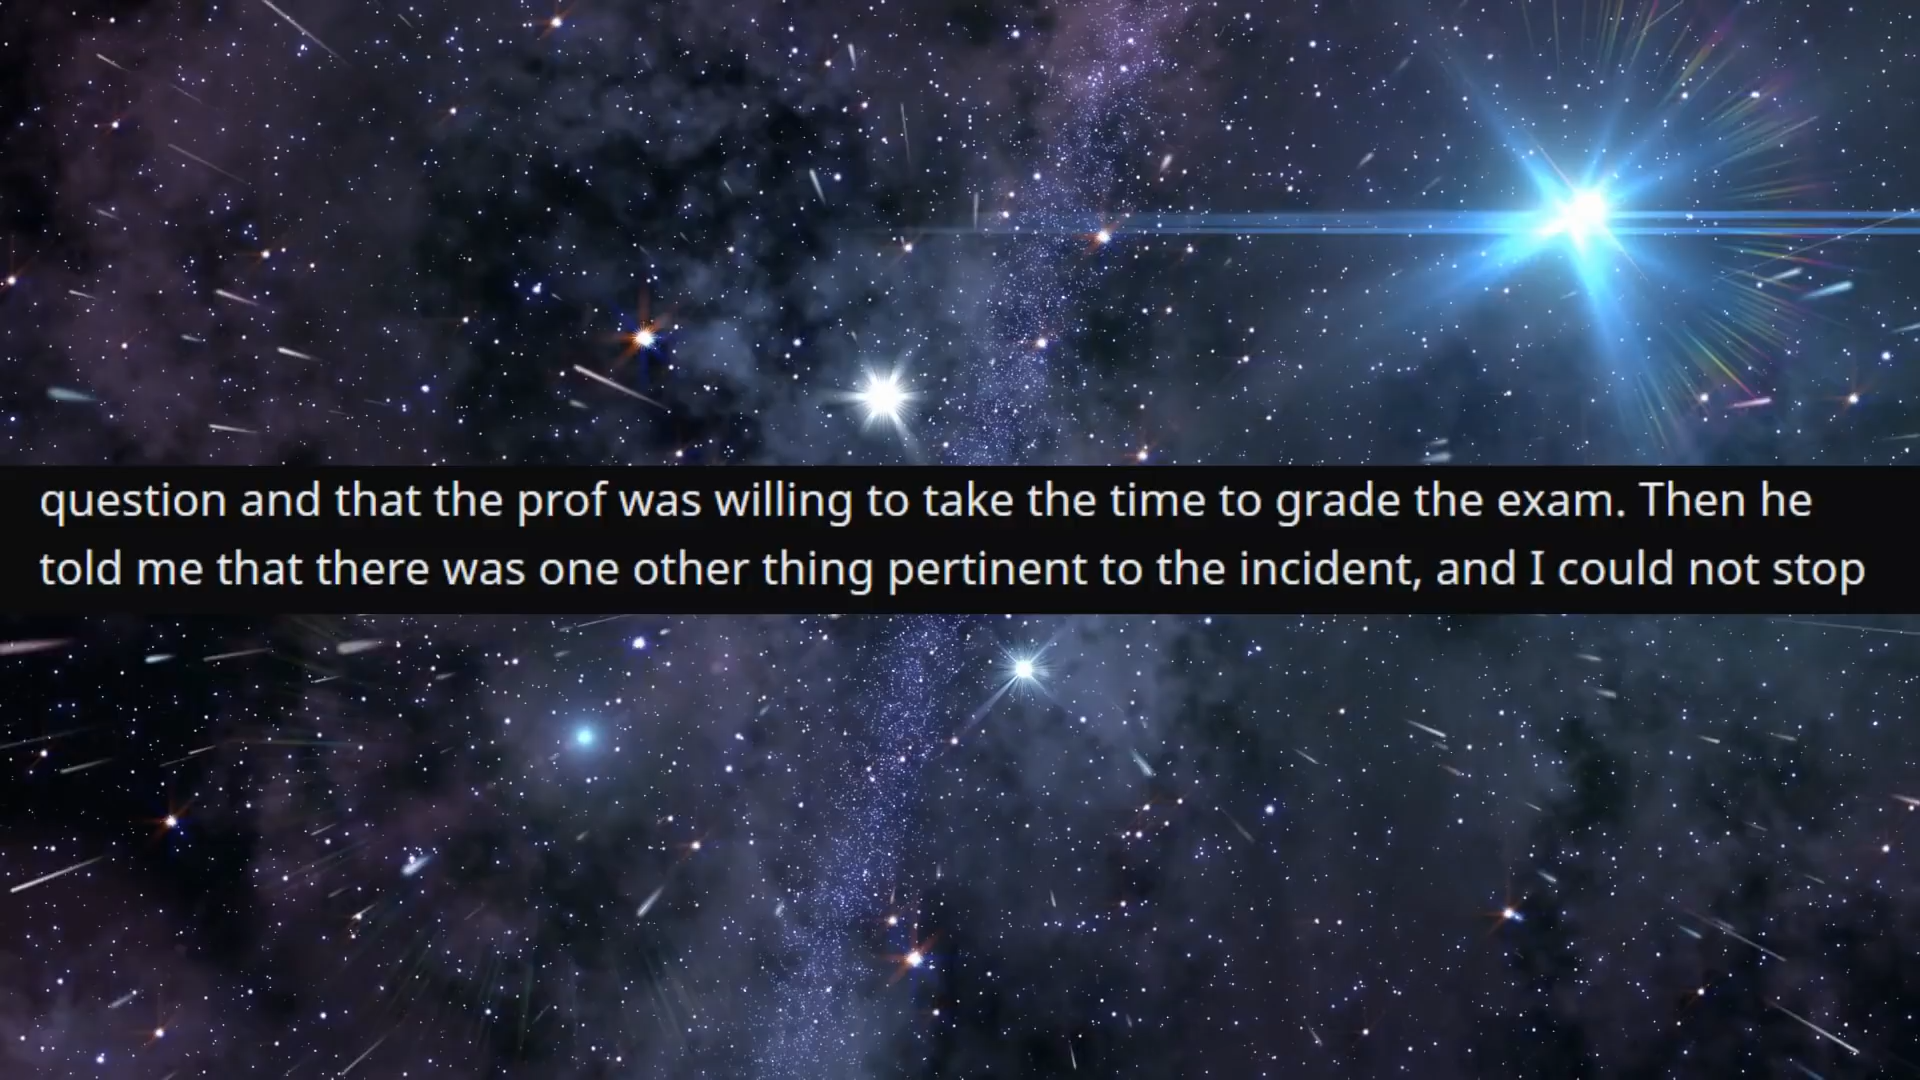 question and that the prof was willing to take the time to grade the exam. Then he
told me that there was one other thing pertinent to the incident, and I could not stop